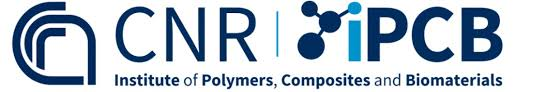 CNR iPCB
Institute of Polymers, Composites and Biomaterials